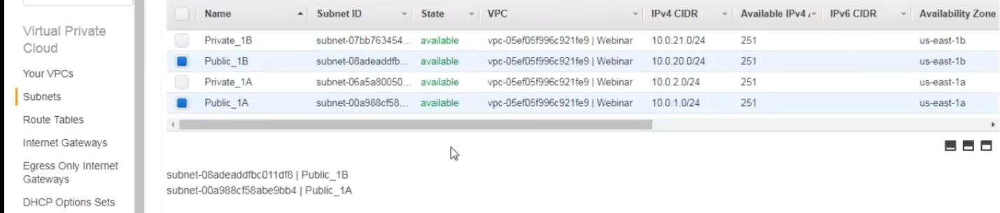 Name Subnet ID State VPC IPv4 CIDR Available IPv4 IPv6 CIDR Availability Zone
Virtual Private
Cloud
Private_1B subnet-07bb763454... available vpc-05ef05f996c921fe9 | Webinar 10.0.21.0/24 251 us-east-1b
Public_1B subnet-08adeaddfb... available vpc-05ef05f996c921fe9 | Webinar 10.0.20.0/24 251 us-east-1b
Your VPCs
Private_1A subnet-06a5a80050... available vpc-05ef05f996c921fe9 | Webinar 10.0.2.0/24 251 us-east-1a
Subnets
Public_1A subnet-00a988cf58... available vpc-05ef05f996c921fe9 | Webinar 10.0.1.0/24 251 us-east-1a
Route Tables
Internet Gateways
Egress Only Internet
Gateways
subnet-08adeaddfbc011df8 | Public_1B
subnet-00a988cf58abe9bb4 | Public_1A
DHCP Options Sets